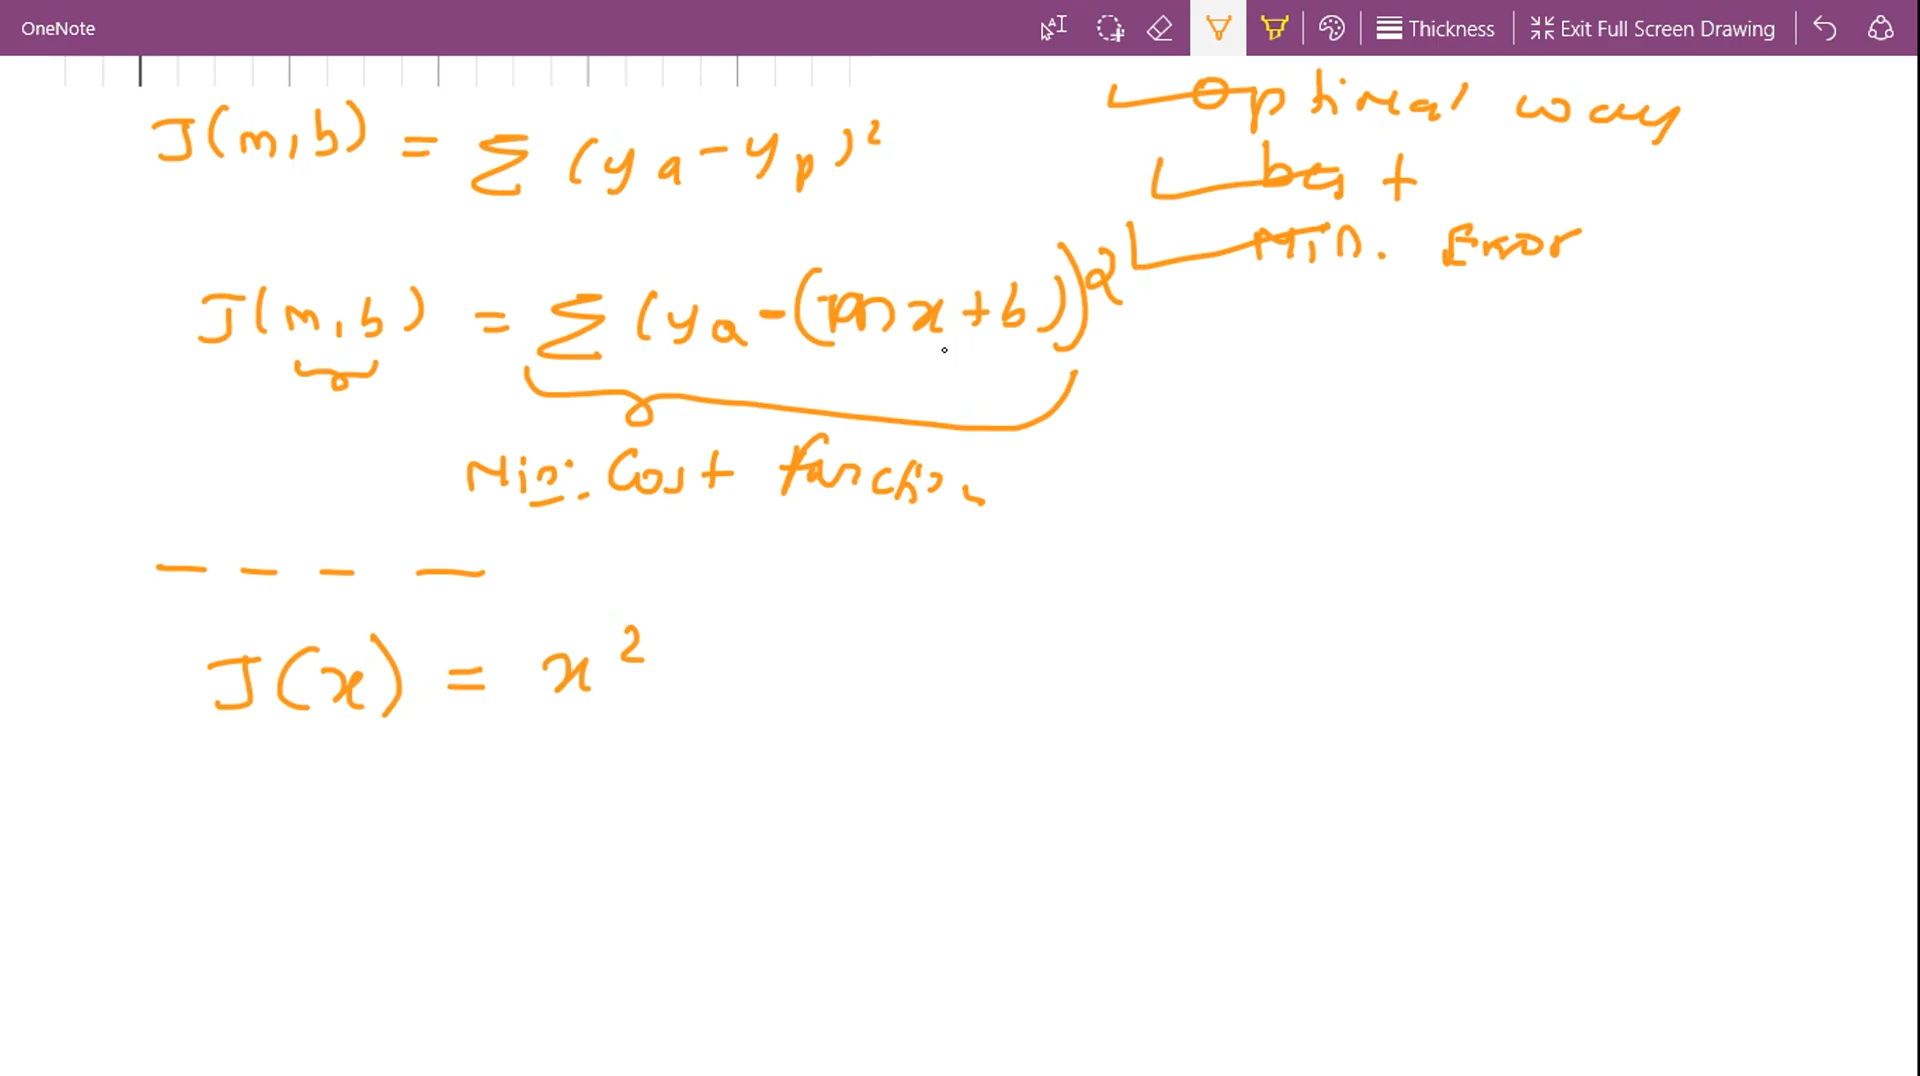 OneNote
Thickness
Exit Full Screen Drawing
Optimal way
J(m,b) = Σ (ya - yp)²
best
Min. Error
J(m,b) = Σ (ya - (mx + b))²
Min: Cost function
J(x) = x²